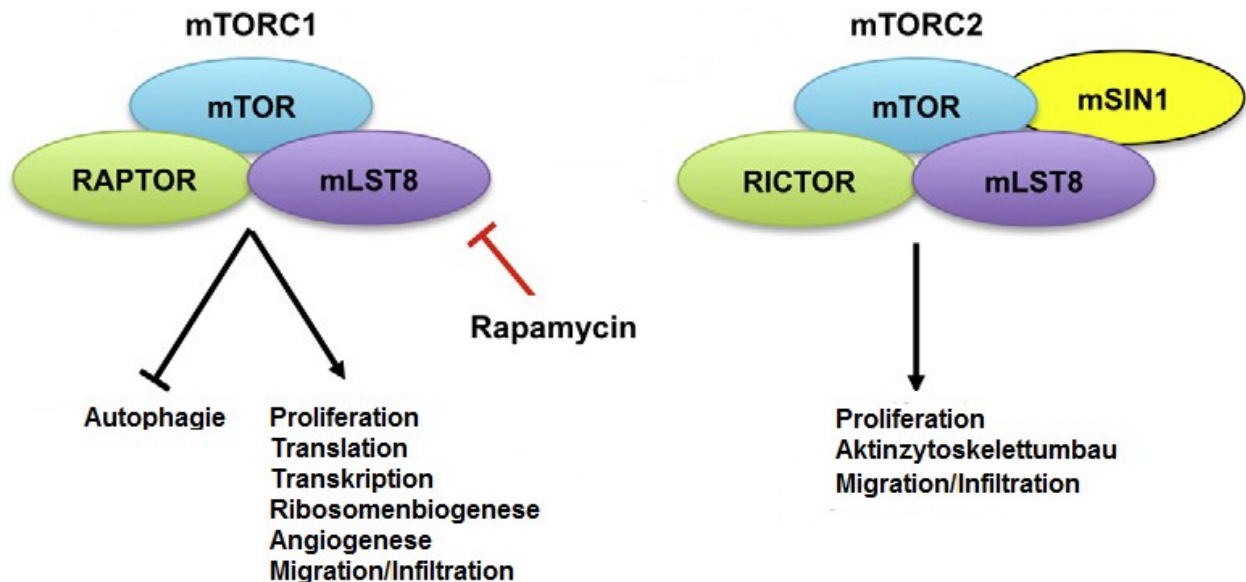 mTORC1
mTOR
RAPTOR
mLST8
Rapamycin
Autophagie
Proliferation
Translation
Transkription
Ribosomenbiogenese
Angiogenese
Migration/Infiltration
mTORC2
mTOR
mSIN1
RICTOR
mLST8
Proliferation
Aktinzytoskelettumbau
Migration/Infiltration